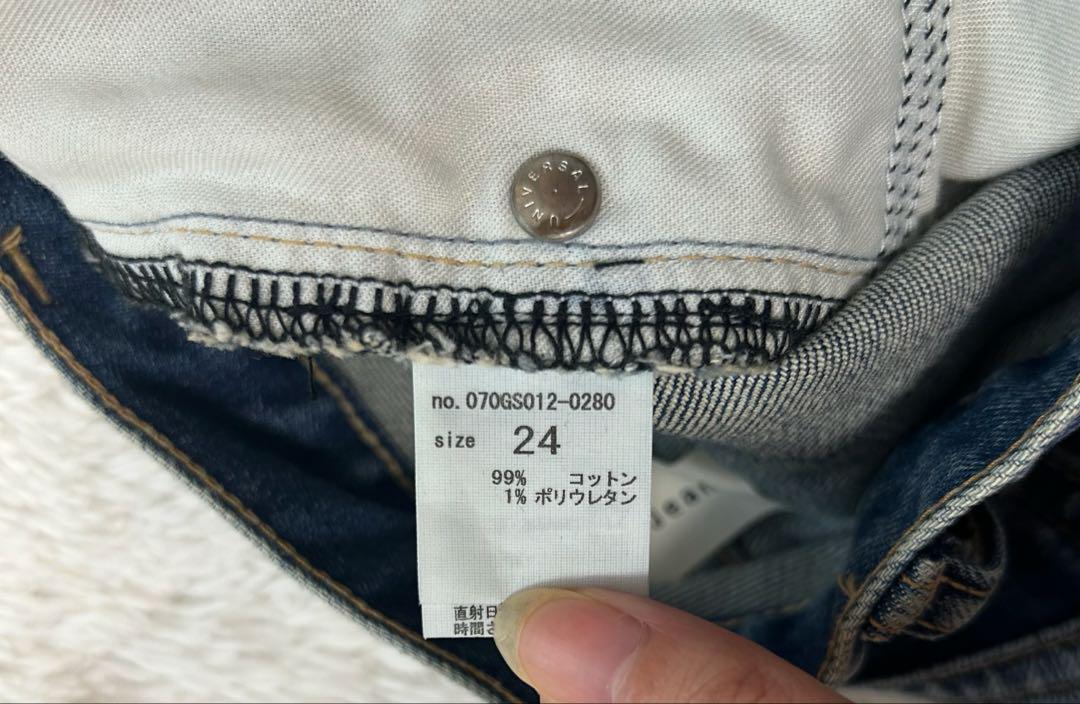 UNIVERSAL
no. 070GS012-0280
size 24
99% コットン
1% ポリウレタン
直射日
時間さ